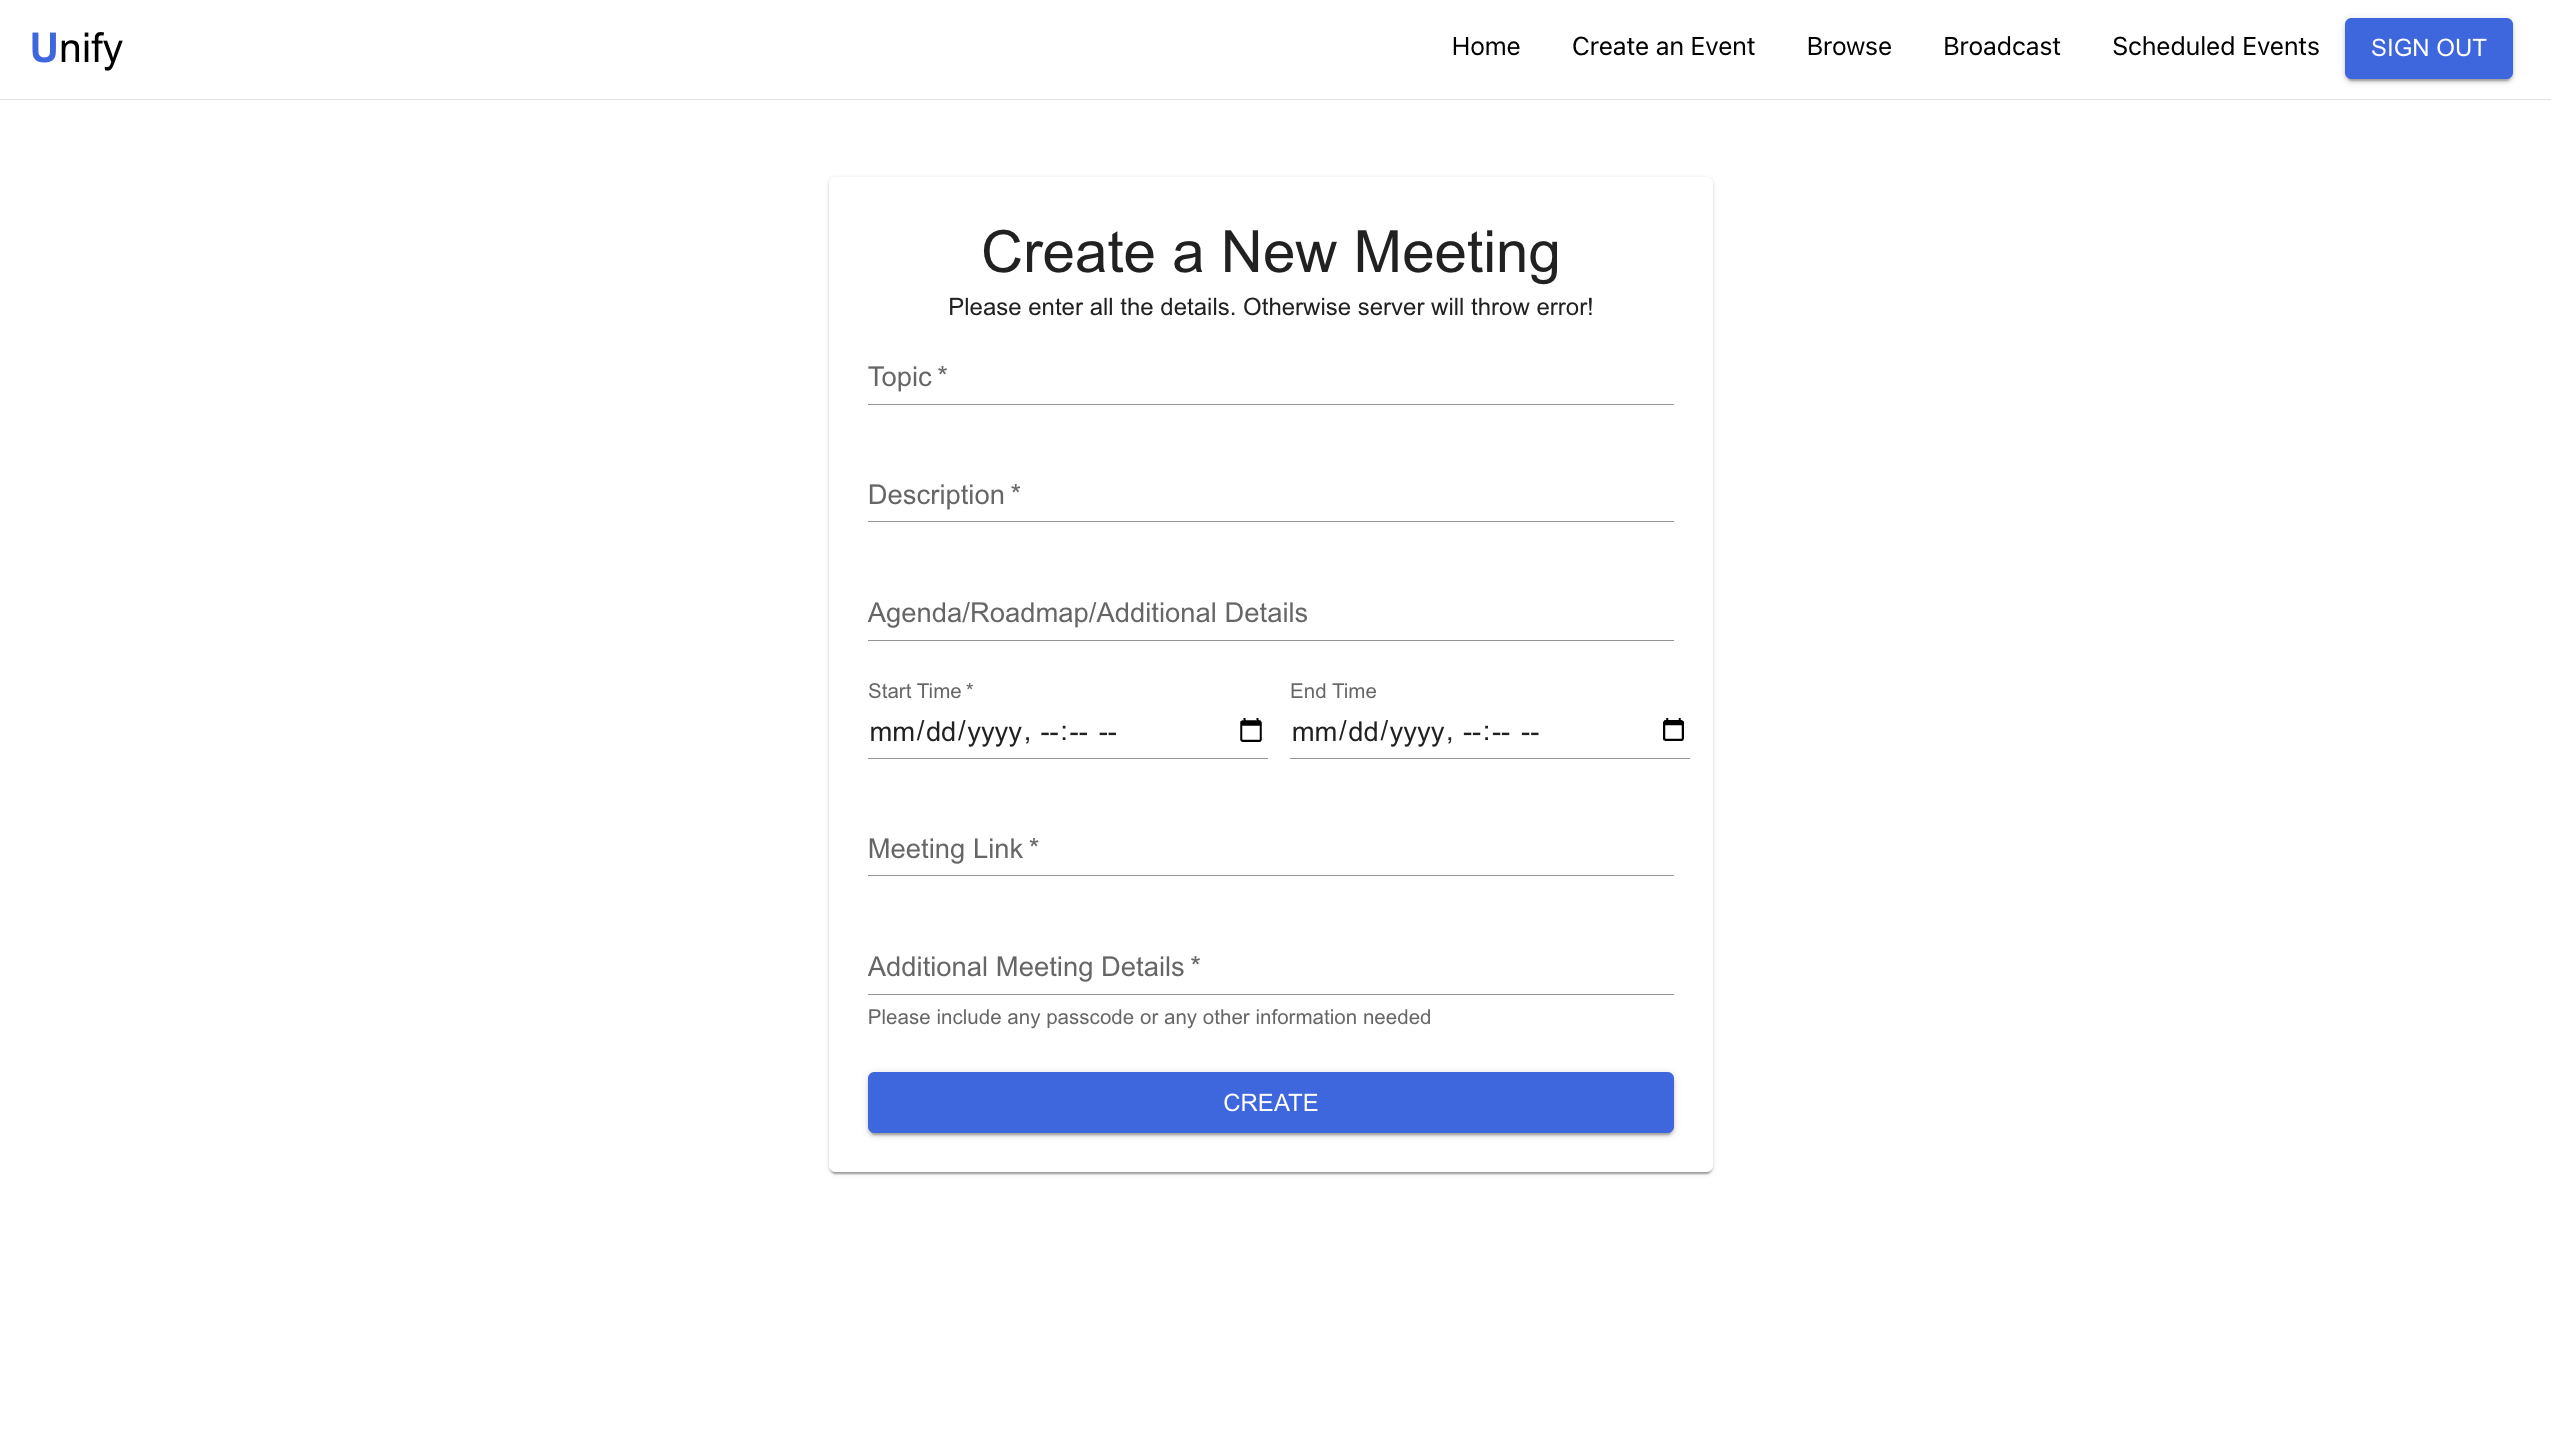 Unify
Home Create an Event Browse Broadcast Scheduled Events SIGN OUT
Create a New Meeting
Please enter all the details. Otherwise server will throw error!
Topic *
Description *
Agenda/Roadmap/Additional Details
Start Time * End Time
mm/dd/yyyy, --:-- -- mm/dd/yyyy, --:-- --
Meeting Link *
Additional Meeting Details *
Please include any passcode or any other information needed
CREATE